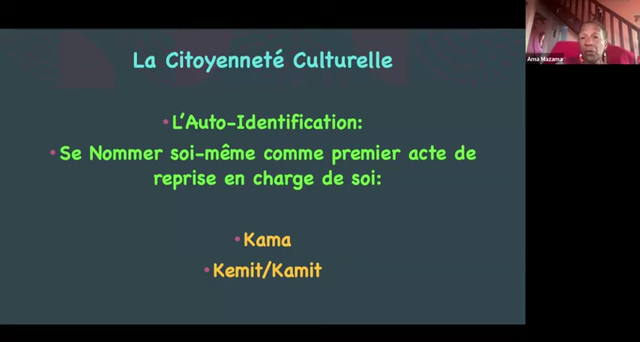 La Citoyenneté Culturelle
•L'Auto-Identification:
•Se Nommer soi-même comme premier acte de
reprise en charge de soi:
•Kama
•Kemit/Kamit
Ama Mazama